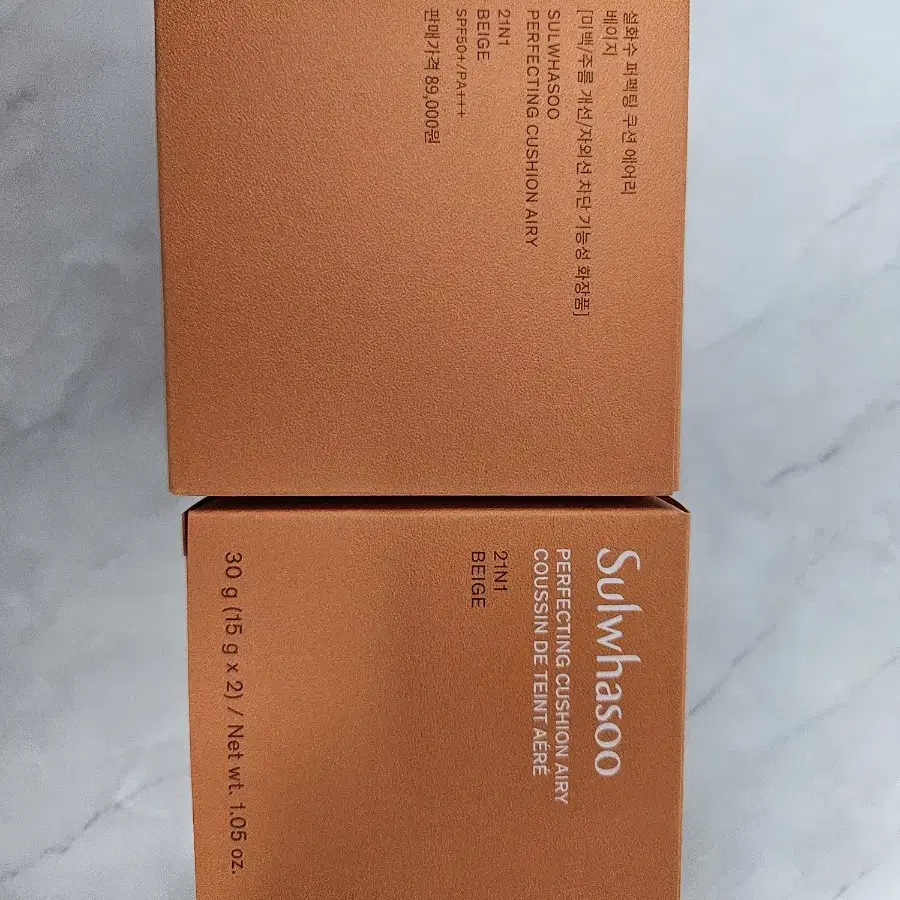 설화수 퍼펙팅 쿠션 에어리
베이지
[미백/주름 개선/자외선 차단 기능성 화장품]
SULWHASOO
PERFECTING CUSHION AIRY
21N1
BEIGE
SPF50+/PA+++
판매가격 89,000원
Sulwhasoo
PERFECTING CUSHION AIRY
COUSSIN DE TEINT AÉRÉ
21N1
BEIGE
30 g (15 g x 2) / Net wt. 1.05 oz.